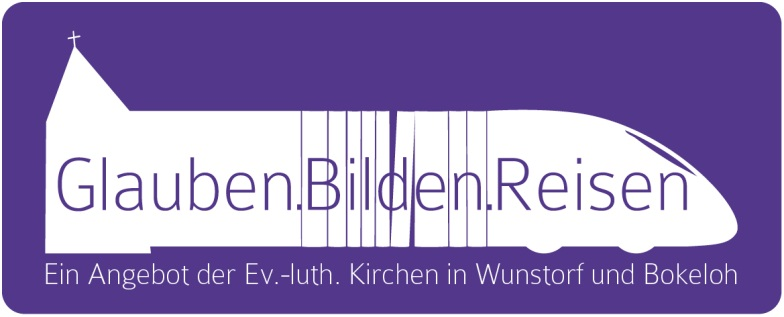 Glauben.Bilden.Reisen
Ein Angebot der Ev.-luth. Kirchen in Wunstorf und Bokeloh